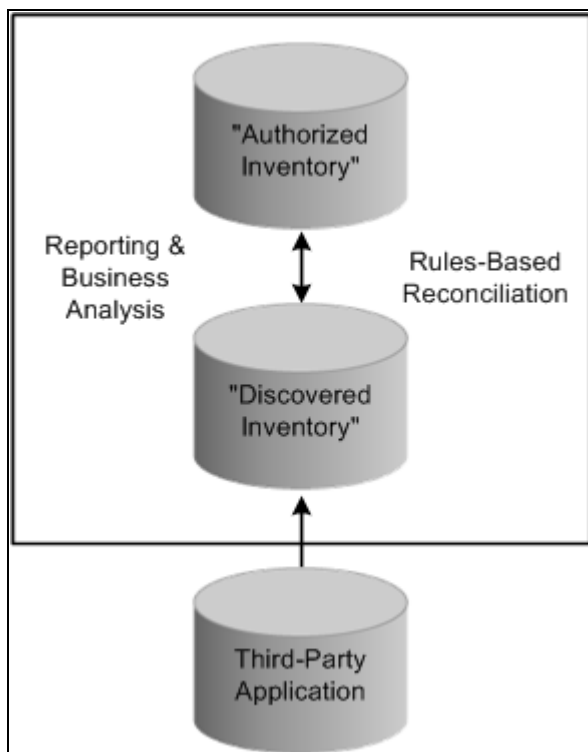 "Authorized
Inventory"
Reporting &
Business
Analysis
Rules-Based
Reconciliation
"Discovered
Inventory"
Third-Party
Application